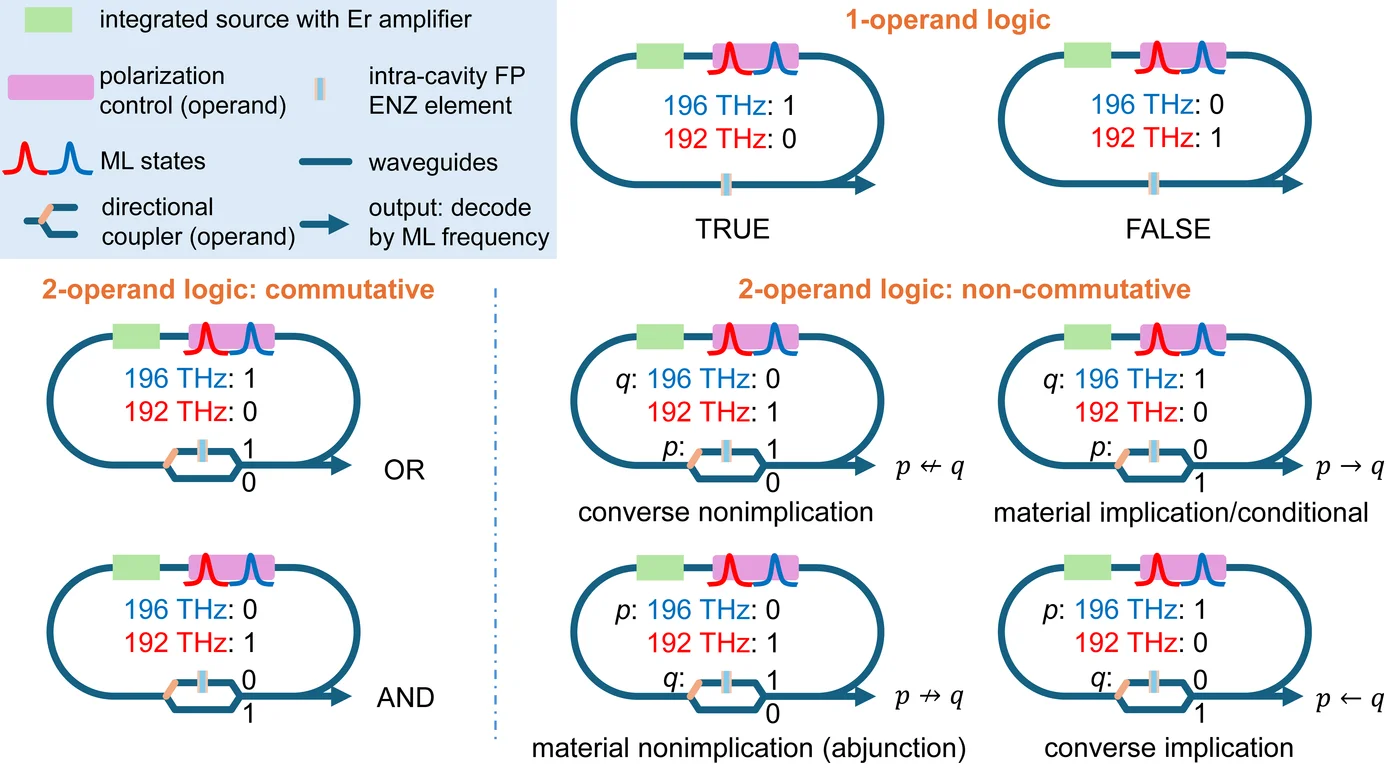 integrated source with Er amplifier
polarization
control (operand)
intra-cavity FP
ENZ element
ML states
waveguides
directional
coupler (operand)
output: decode
by ML frequency
1-operand logic
196 THz: 1
192 THz: 0
TRUE
196 THz: 0
192 THz: 1
FALSE
2-operand logic: commutative
196 THz: 1
192 THz: 0
1
0
OR
196 THz: 0
192 THz: 1
0
1
AND
2-operand logic: non-commutative
q: 196 THz: 0
192 THz: 1
p:
1
0
p ↚ q
converse nonimplication
q: 196 THz: 1
192 THz: 0
p:
0
1
p → q
material implication/conditional
p: 196 THz: 0
192 THz: 1
q:
1
0
p ↛ q
material nonimplication (abjunction)
p: 196 THz: 1
192 THz: 0
q:
0
1
p ← q
converse implication